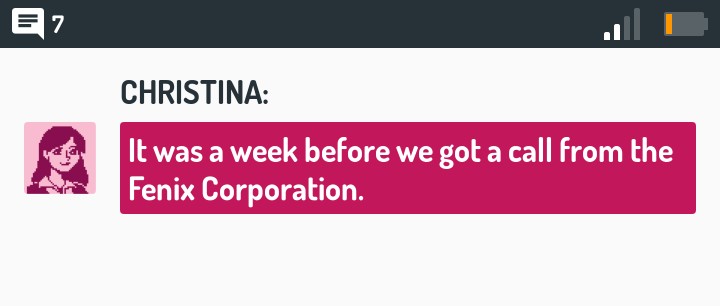 7
CHRISTINA:
It was a week before we got a call from the
Fenix Corporation.